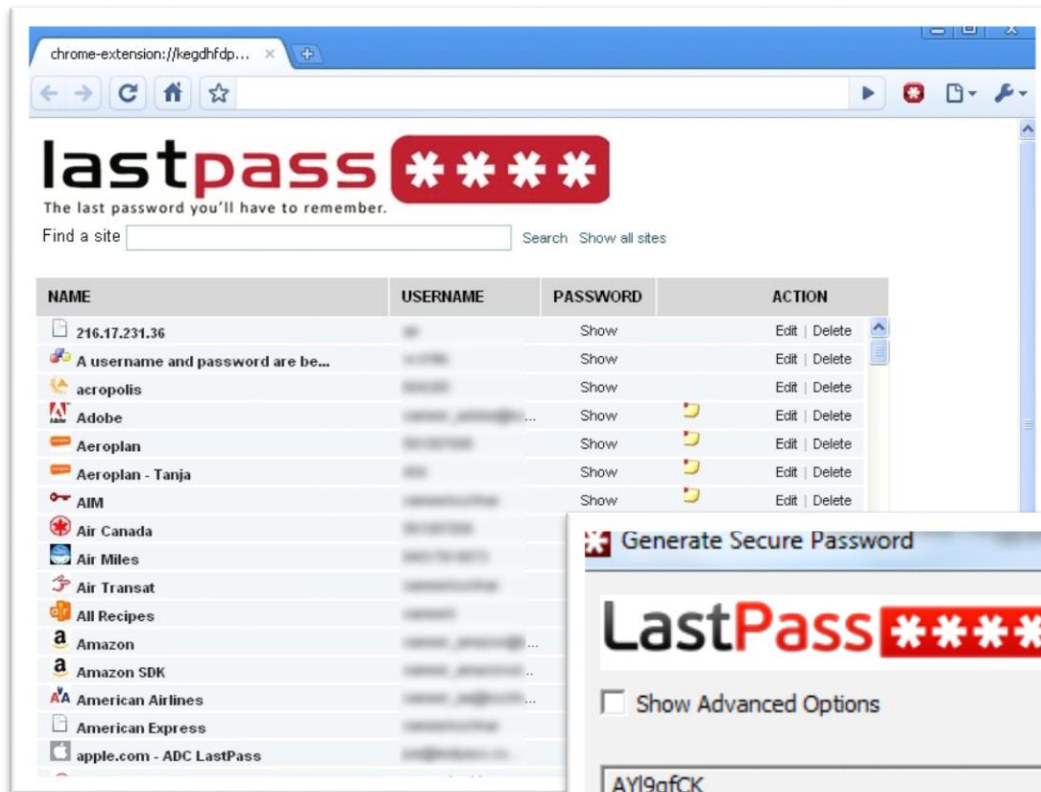 chrome-extension://kegdhfdp...
lastpass ****
The last password you'll have to remember.
Find a site Search Show all sites
NAME USERNAME PASSWORD ACTION
216.17.231.36 Show Edit | Delete
A username and password are be... Show Edit | Delete
acropolis Show Edit | Delete
Adobe ... Show Edit | Delete
Aeroplan Show Edit | Delete
Aeroplan - Tanja Show Edit | Delete
AIM Show Edit | Delete
Air Canada
Air Miles
Air Transat
All Recipes
Amazon ...
Amazon SDK ..
American Airlines ...
American Express
apple.com - ADC LastPass
Generate Secure Password
LastPass ****
Show Advanced Options
AYl9qfCK